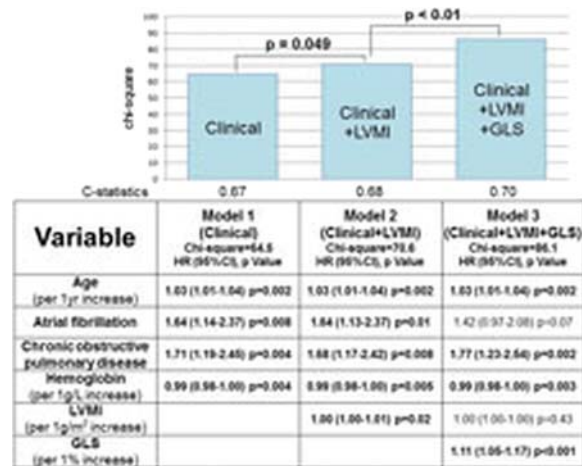 p < 0.01
p = 0.049
100
90
80
70
60
50
40
30
20
10
0
chi-square
Clinical
Clinical
+LVMI
Clinical
+LVMI
+GLS
C-statistics 0.67 0.68 0.70
Variable
Model 1
(Clinical)
Chi-square=64.5
HR (95%CI), p Value
Model 2
(Clinical+LVMI)
Chi-square=70.6
HR (95%CI), p Value
Model 3
(Clinical+LVMI+GLS)
Chi-square=86.1
HR (95%CI), p Value
Age
(per 1yr increase)
1.03 (1.01-1.04) p=0.002 1.03 (1.01-1.04) p=0.002 1.03 (1.01-1.04) p=0.002
Atrial fibrillation 1.64 (1.14-2.37) p=0.008 1.64 (1.13-2.37) p=0.01 1.42 (0.97-2.08) p=0.07
Chronic obstructive
pulmonary disease
1.71 (1.19-2.46) p=0.004 1.68 (1.17-2.42) p=0.008 1.77 (1.23-2.54) p=0.002
Hemoglobin
(per 1g/L increase)
0.99 (0.98-1.00) p=0.004 0.99 (0.98-1.00) p=0.005 0.99 (0.98-1.00) p=0.003
LVMI
(per 1g/m² increase)
1.00 (1.00-1.01) p=0.02 1.00 (1.00-1.00) p=0.43
GLS
(per 1% increase)
1.11 (1.05-1.17) p<0.001